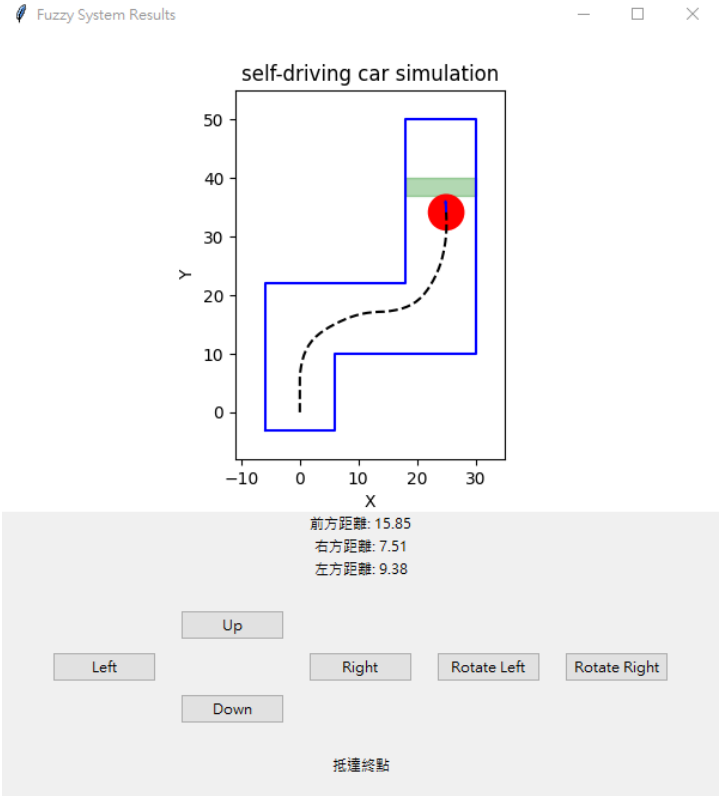 Fuzzy System Results
self-driving car simulation
50
40
30
20
10
0
Y
−10 0 10 20 30
X
前方距離: 15.85
右方距離: 7.51
左方距離: 9.38
Up
Left Right Rotate Left Rotate Right
Down
抵達終點